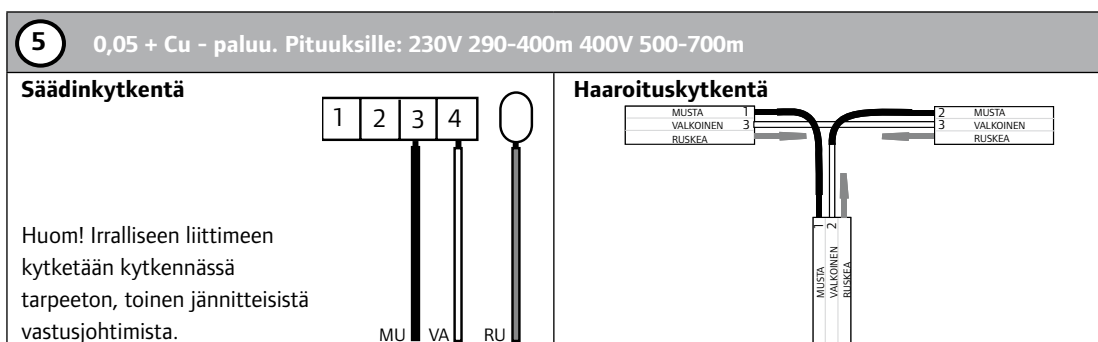 5 0,05 + Cu - paluu. Pituuksille: 230V 290-400m 400V 500-700m
Säädinkytkentä
1 2 3 4
Huom! Irralliseen liittimeen
kytketään kytkennässä
tarpeeton, toinen jännitteisistä
vastusjohtimista.
MU VA RU
Haaroituskytkentä
MUSTA 1
VALKOINEN 3
RUSKEA
2 MUSTA
3 VALKOINEN
RUSKEA
1 MUSTA
2 VALKOINEN
RUSKEA